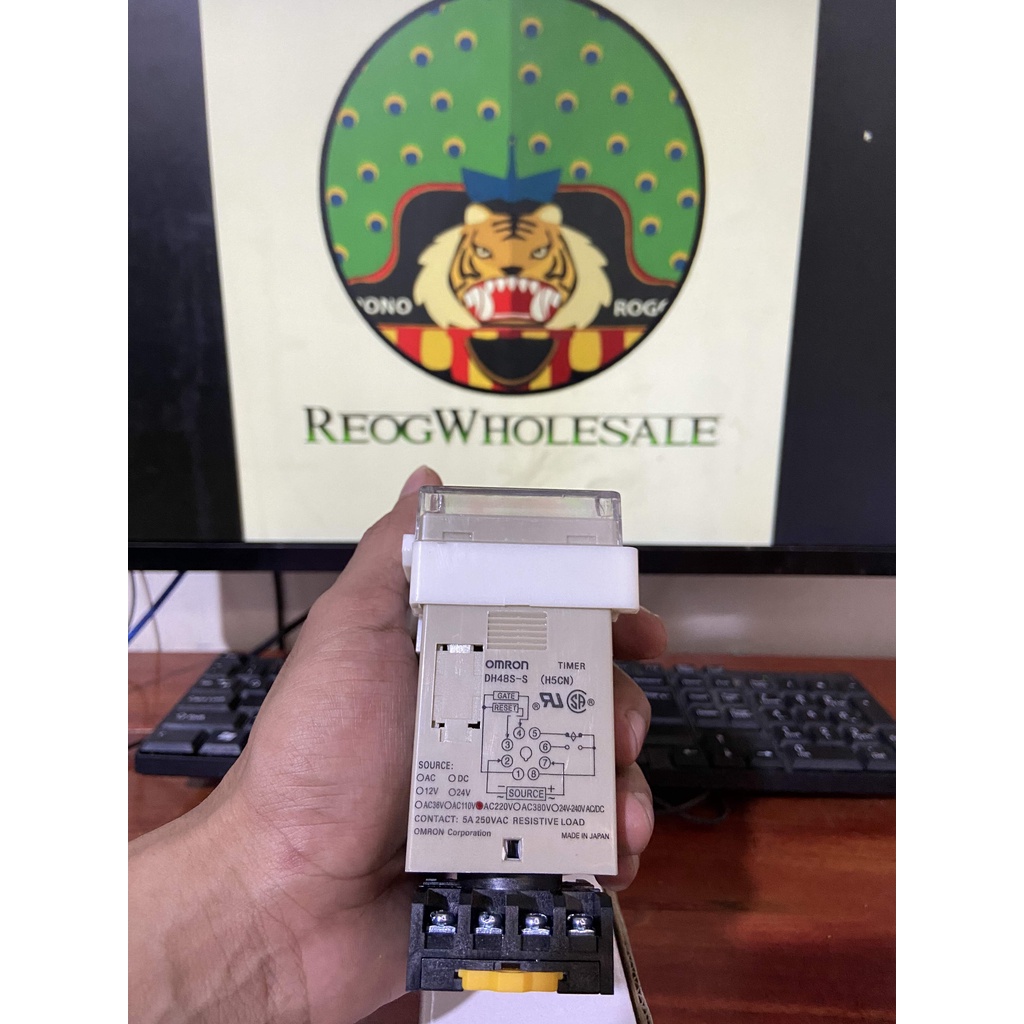 ONO
ROG
REOGWHOLESALE
OMRON TIMER
DH48S-S (H5CN)
GATE
RESET
4 5
3 6
2 7
1 8
SOURCE:
AC DC
12V 24V
SOURCE
AC36V AC110V AC220V AC380V 24V-240V AC/DC
CONTACT: 5A 250VAC RESISTIVE LOAD
OMRON Corporation MADE IN JAPAN